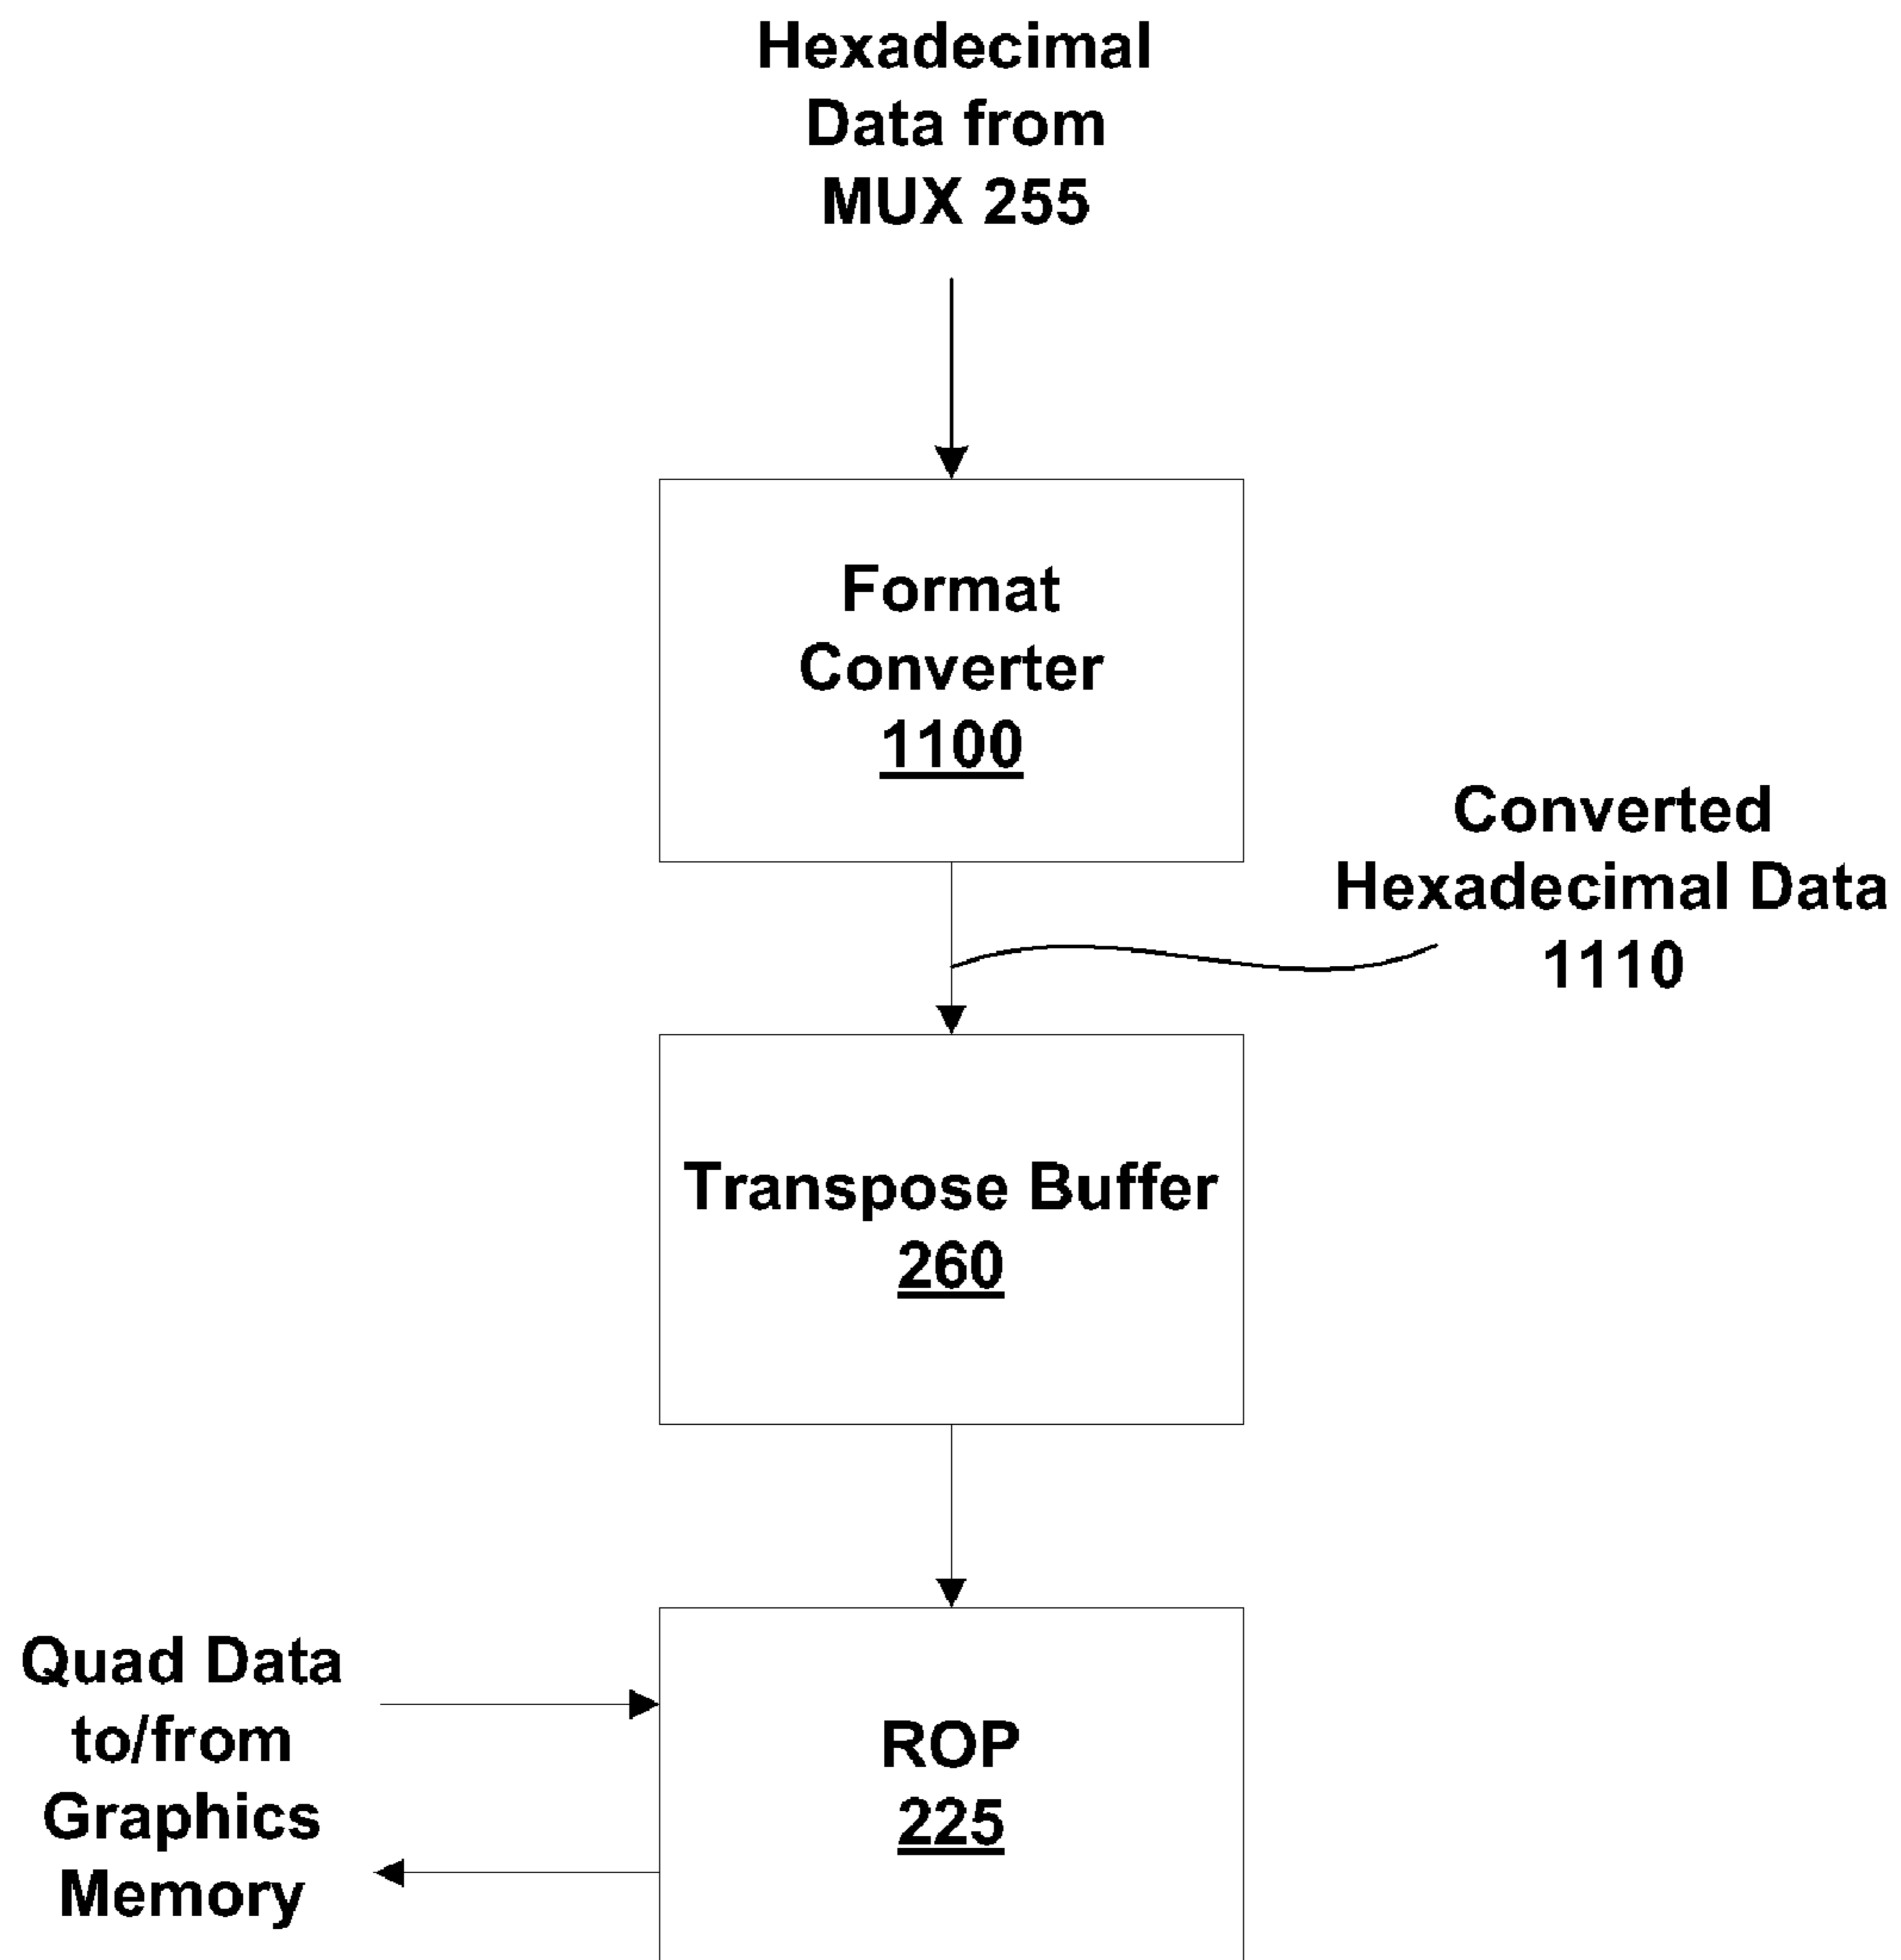 Hexadecimal
Data from
MUX 255
Format
Converter
1100
Converted
Hexadecimal Data
1110
Transpose Buffer
260
Quad Data
to/from
Graphics
Memory
ROP
225